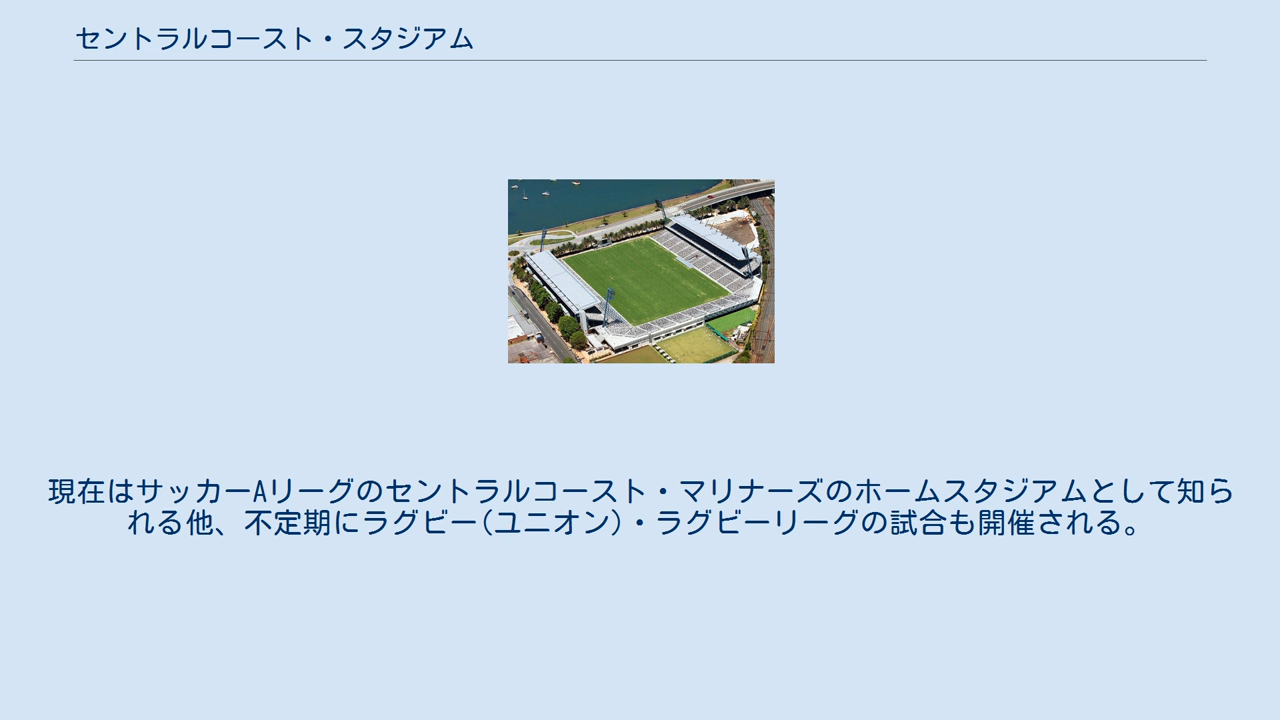 セントラルコースト・スタジアム
現在はサッカーAリーグのセントラルコースト・マリナーズのホームスタジアムとして知ら
れる他、不定期にラグビー(ユニオン)・ラグビーリーグの試合も開催される。